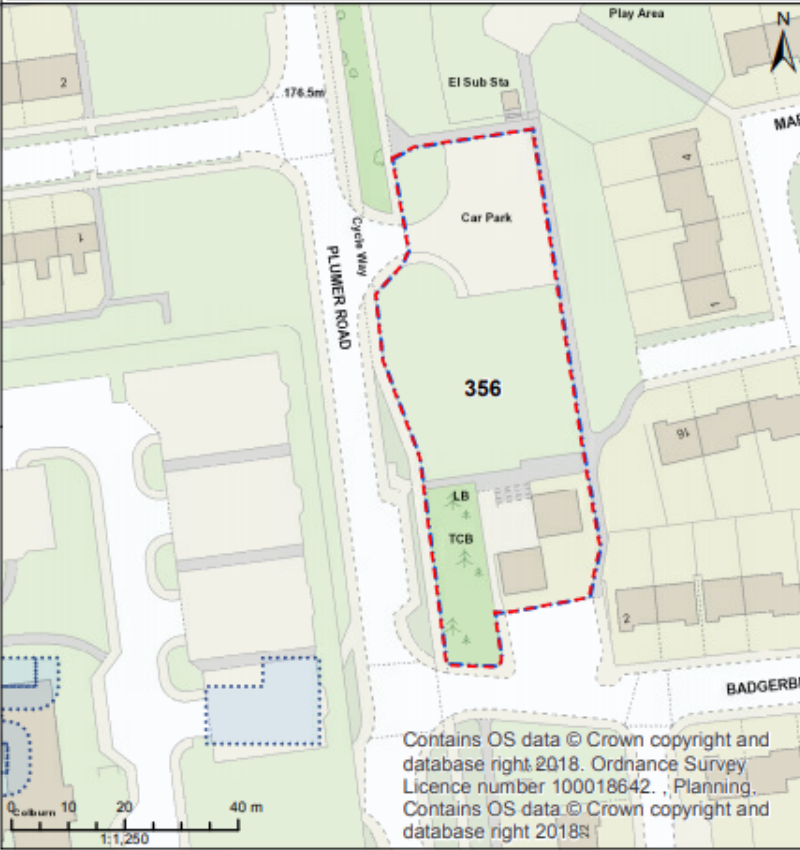 Play Area
N
El Sub Sta
2
176.5m
MAR
4
Car Park
1
Cycle Way
PLUMER ROAD
1
356
16
LB
TCB
2
BADGERB
Contains OS data © Crown copyright and
database right 2018. Ordnance Survey
Licence number 100018642. , Planning.
Contains OS data © Crown copyright and
database right 2018.
Colburn
0 10 20 40 m
1:1,250